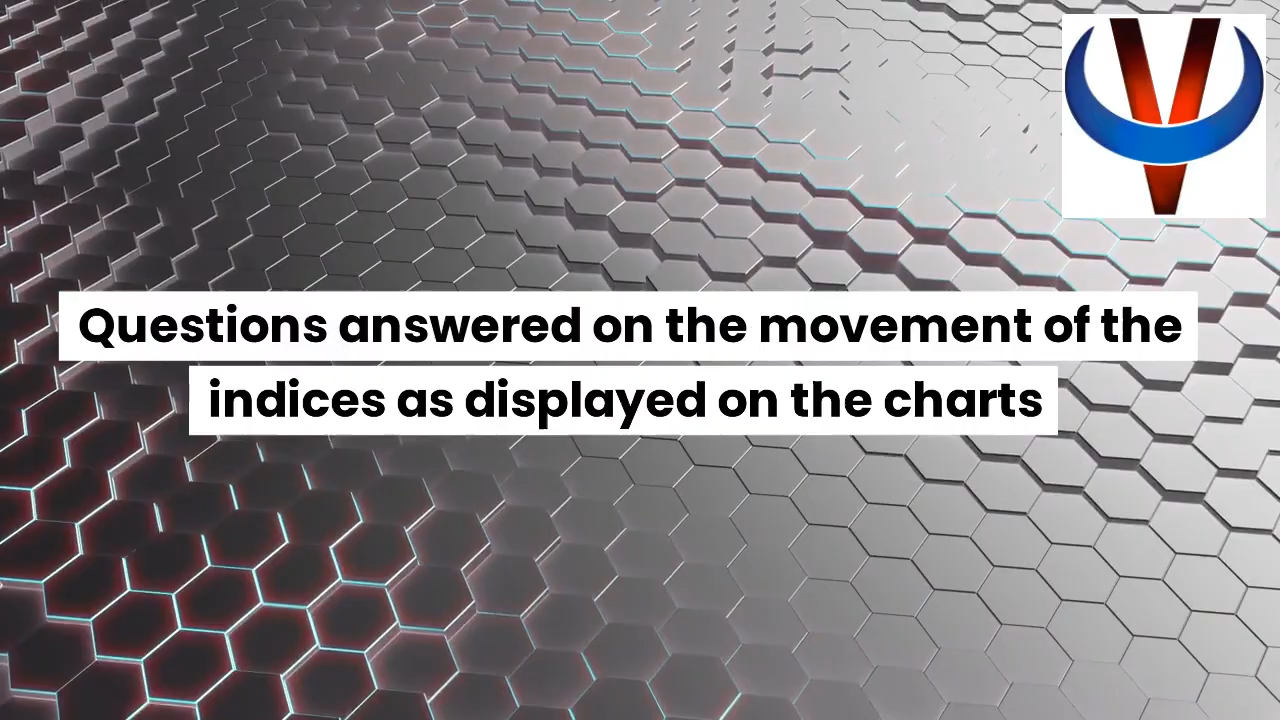 Questions answered on the movement of the
indices as displayed on the charts